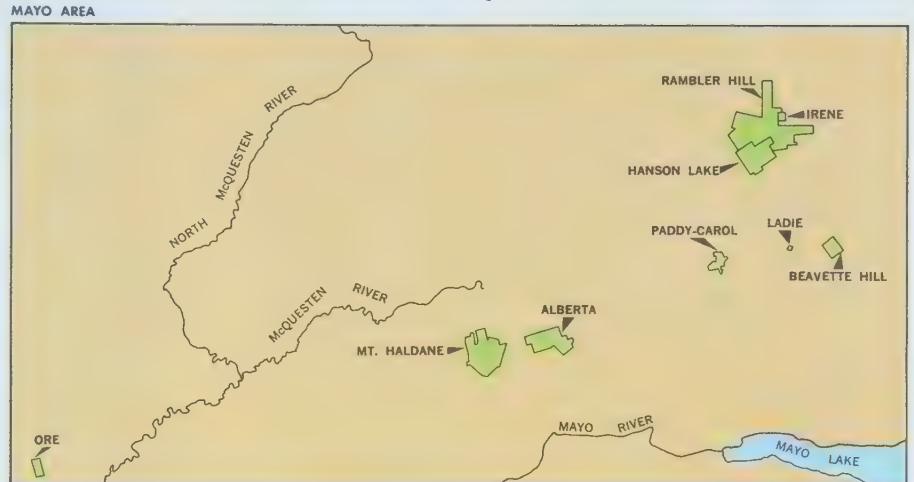 MAYO AREA
RAMBLER HILL
IRENE
HANSON LAKE
NORTH McQUESTEN RIVER
PADDY-CAROL
LADIE
BEAVETTE HILL
McQUESTEN RIVER
ALBERTA
MT. HALDANE
MAYO RIVER
ORE
MAYO LAKE